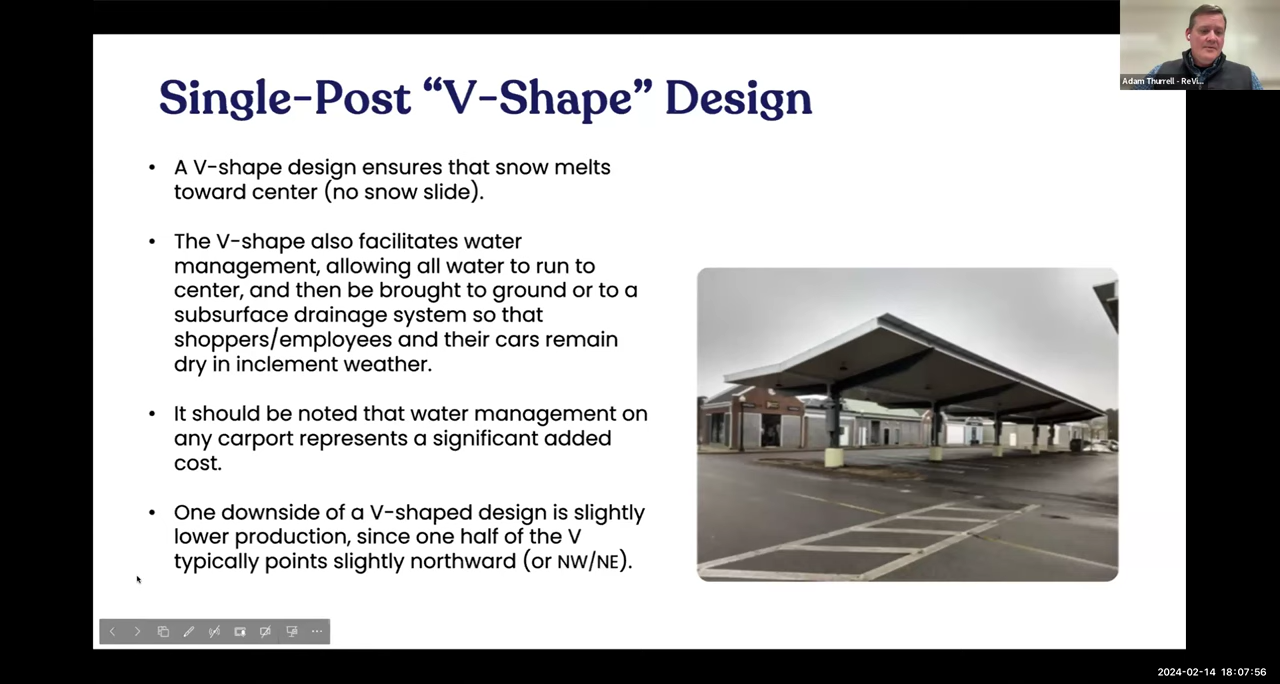 Single-Post “V-Shape” Design
Adam Thurrell - ReVi...
• A V-shape design ensures that snow melts
toward center (no snow slide).
• The V-shape also facilitates water
management, allowing all water to run to
center, and then be brought to ground or to a
subsurface drainage system so that
shoppers/employees and their cars remain
dry in inclement weather.
• It should be noted that water management on
any carport represents a significant added
cost.
• One downside of a V-shaped design is slightly
lower production, since one half of the V
typically points slightly northward (or NW/NE).
2024-02-14 18:07:56